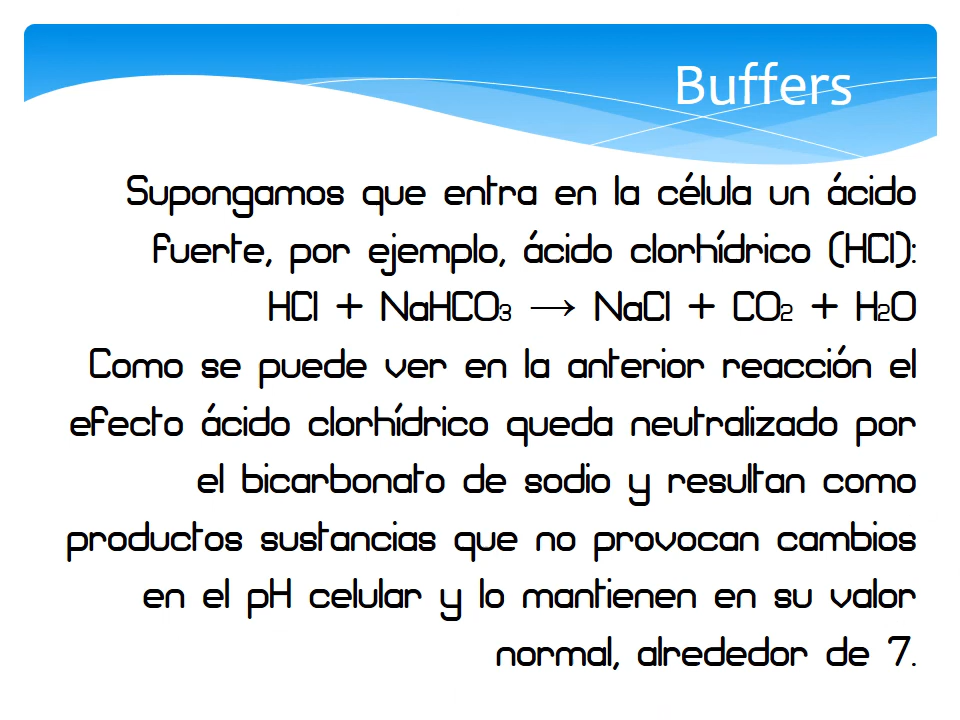 Buffers
Supongamos que entra en la célula un ácido
fuerte, por ejemplo, ácido clorhídrico (HCl):
HCl + NaHCO₃ ⟶ NaCl + CO₂ + H₂O
Como se puede ver en la anterior reacción el
efecto ácido clorhídrico queda neutralizado por
el bicarbonato de sodio y resultan como
productos sustancias que no provocan cambios
en el pH celular y lo mantienen en su valor
normal, alrededor de 7.